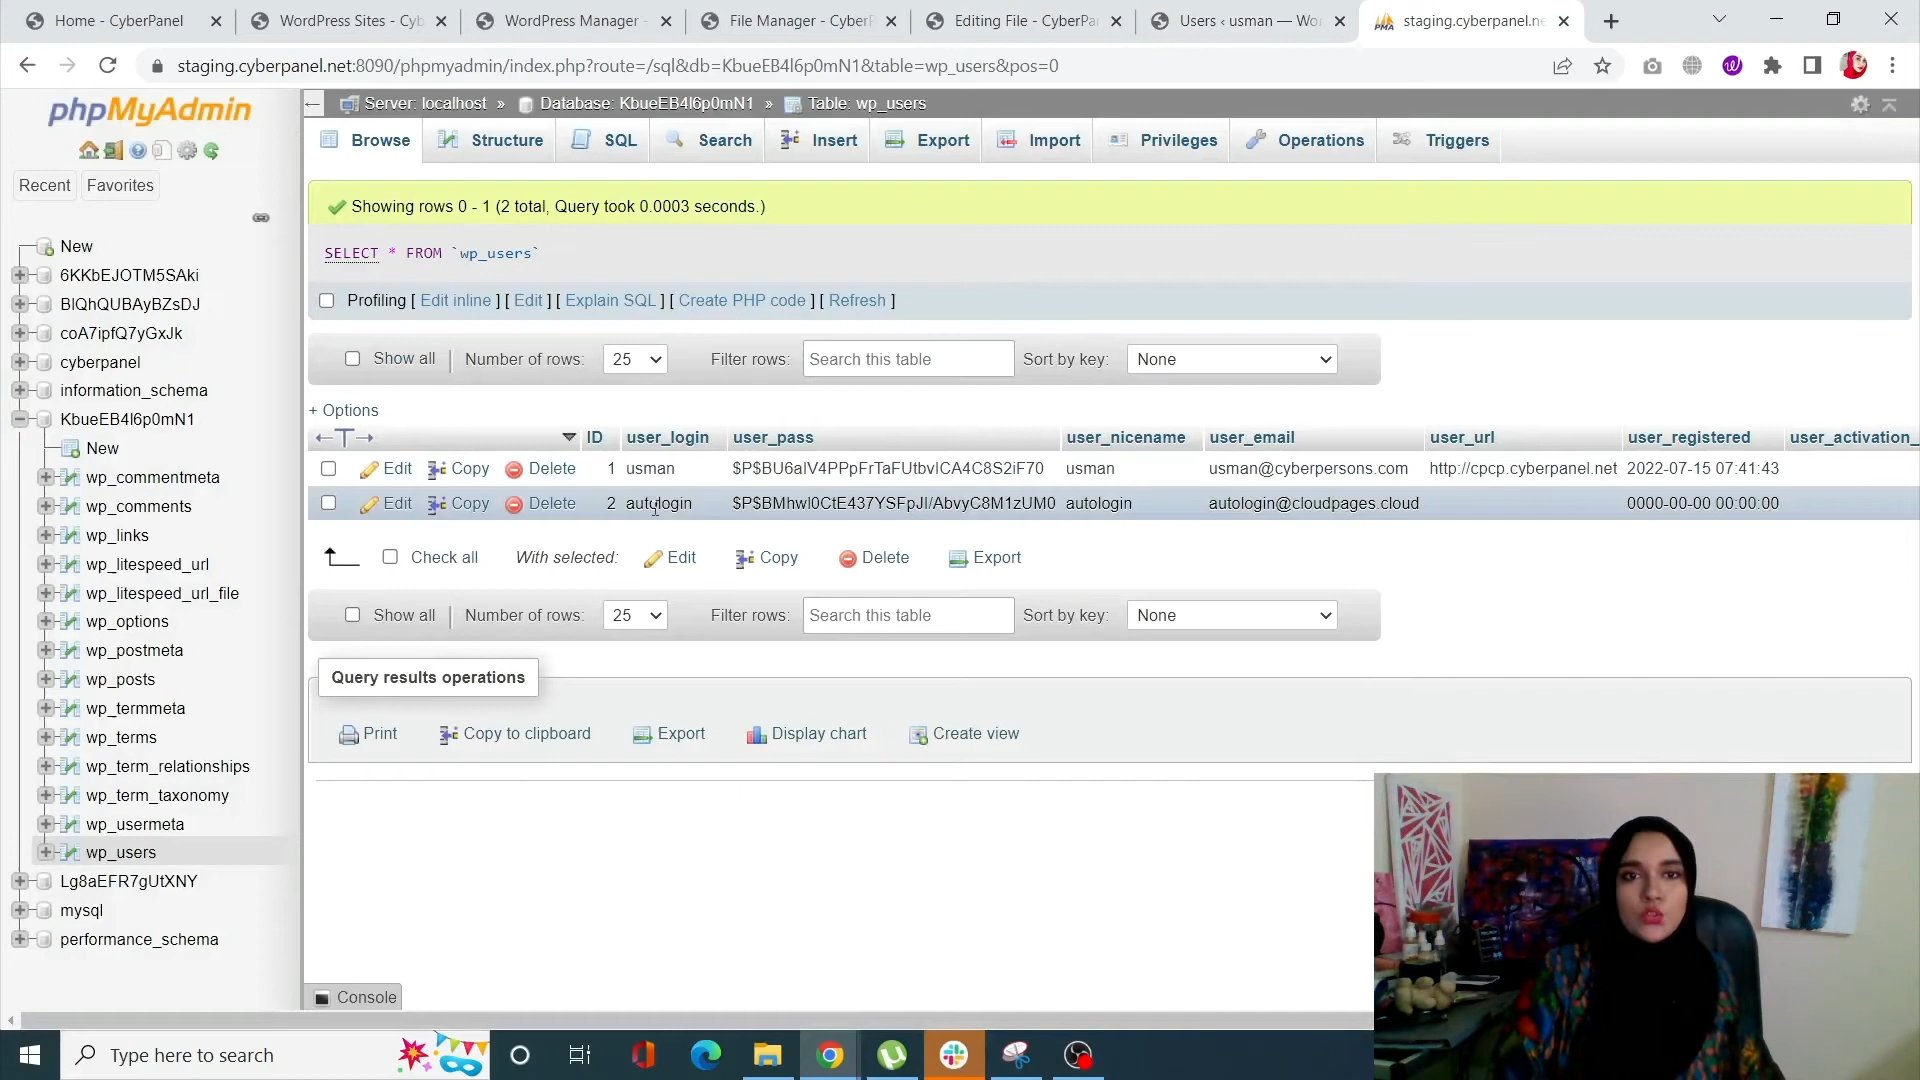 Home - CyberPanel
WordPress Sites - Cyb
WordPress Manager -
File Manager - CyberP
Editing File - CyberPa
Users ‹ usman — Wor
PMA
staging.cyberpanel.ne
staging.cyberpanel.net:8090/phpmyadmin/index.php?route=/sql&db=KbueEB4l6p0mN1&table=wp_users&pos=0
phpMyAdmin
Recent
Favorites
New
6KKbEJOTM5SAki
BlQhQUBAyBZsDJ
coA7ipfQ7yGxJk
cyberpanel
information_schema
KbueEB4l6p0mN1
New
wp_commentmeta
wp_comments
wp_links
wp_litespeed_url
wp_litespeed_url_file
wp_options
wp_postmeta
wp_posts
wp_termmeta
wp_terms
wp_term_relationships
wp_term_taxonomy
wp_usermeta
wp_users
Lg8aEFR7gUtXNY
mysql
performance_schema
Server: localhost » Database: KbueEB4l6p0mN1 » Table: wp_users
Browse Structure SQL Search Insert Export Import Privileges Operations Triggers
Showing rows 0 - 1 (2 total, Query took 0.0003 seconds.)
SELECT * FROM `wp_users`
Profiling [ Edit inline ] [ Edit ] [ Explain SQL ] [ Create PHP code ] [ Refresh ]
Show all | Number of rows: 25 Filter rows: Search this table Sort by key: None
+ Options
←T→ ID user_login user_pass user_nicename user_email user_url user_registered user_activation_
Edit Copy Delete 1 usman $P$BU6alV4PPpFrTaFUtbvICA4C8S2iF70 usman usman@cyberpersons.com http://cpcp.cyberpanel.net 2022-07-15 07:41:43
Edit Copy Delete 2 autologin $P$BMhwl0CtE437YSFpJI/AbvyC8M1zUM0 autologin autologin@cloudpages.cloud 0000-00-00 00:00:00
Check all With selected: Edit Copy Delete Export
Show all | Number of rows: 25 Filter rows: Search this table Sort by key: None
Query results operations
Print Copy to clipboard Export Display chart Create view
Console
Type here to search